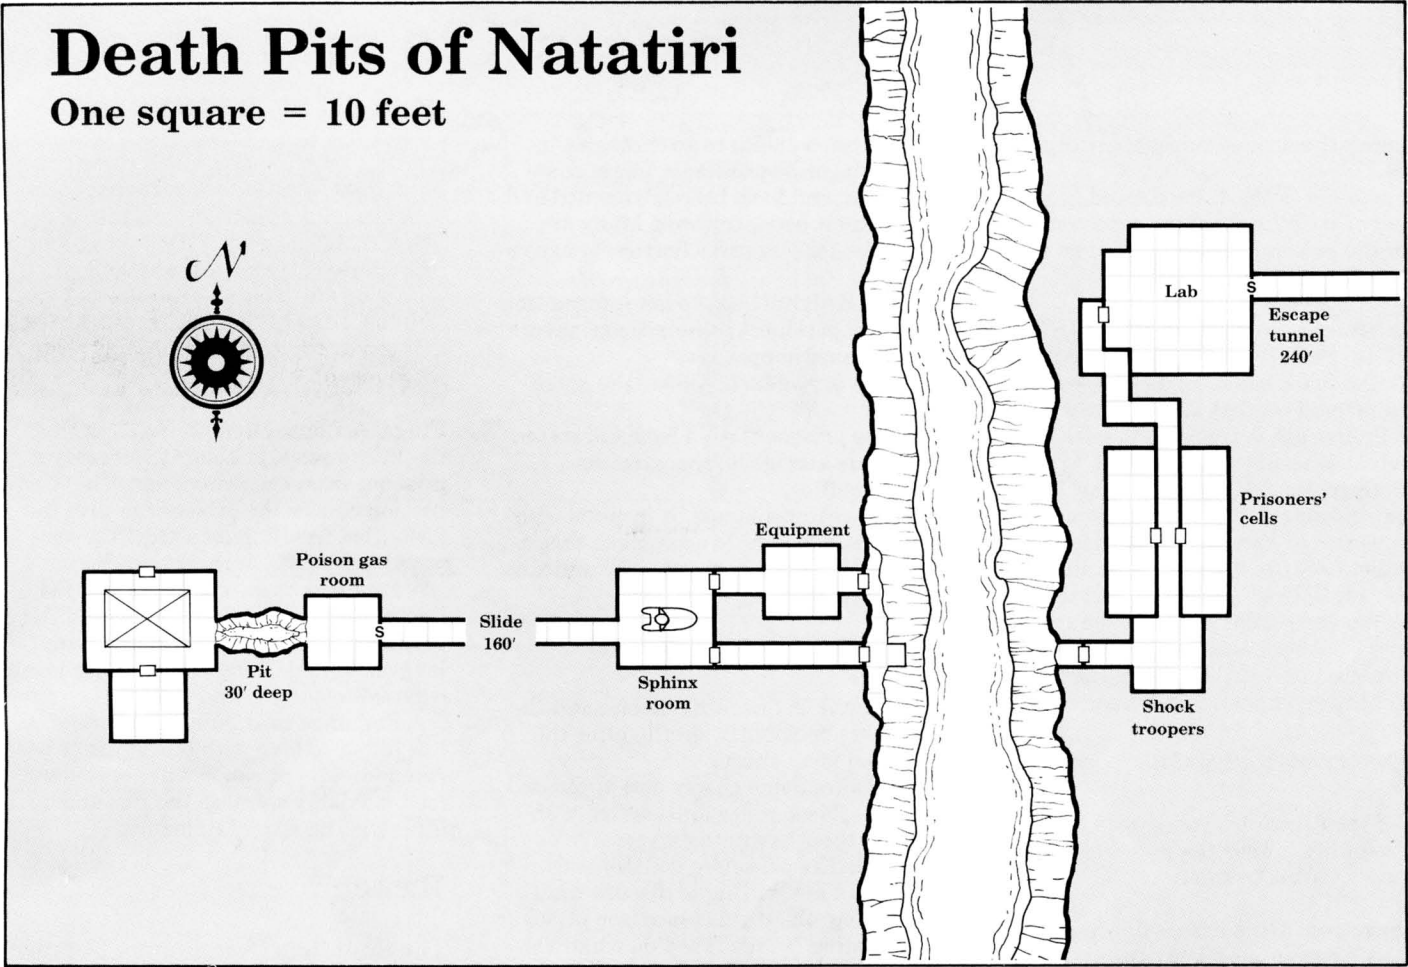 Death Pits of Natatiri
One square = 10 feet
N
Lab
S
Escape
tunnel
240′
Prisoners’
cells
Equipment
Poison gas
room
S
Slide
160′
Pit
30′ deep
Sphinx
room
Shock
troopers